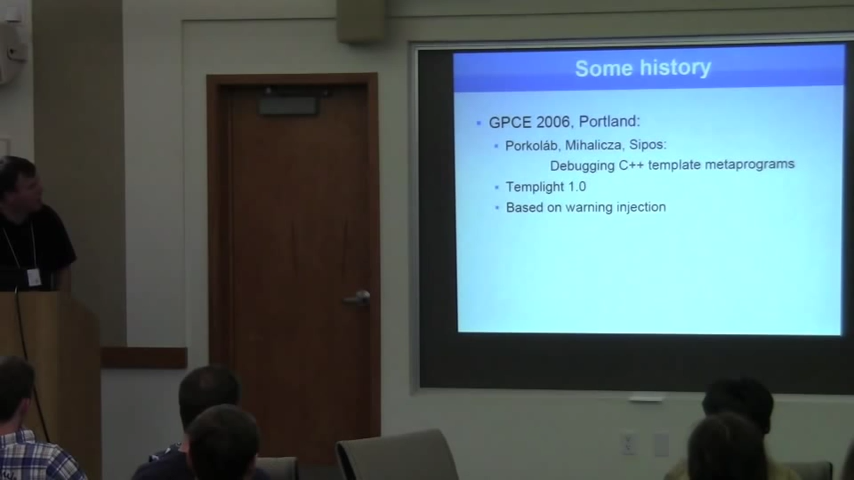 Some history
GPCE 2006, Portland:
Porkoláb, Mihalicza, Sipos:
Debugging C++ template metaprograms
Templight 1.0
Based on warning injection